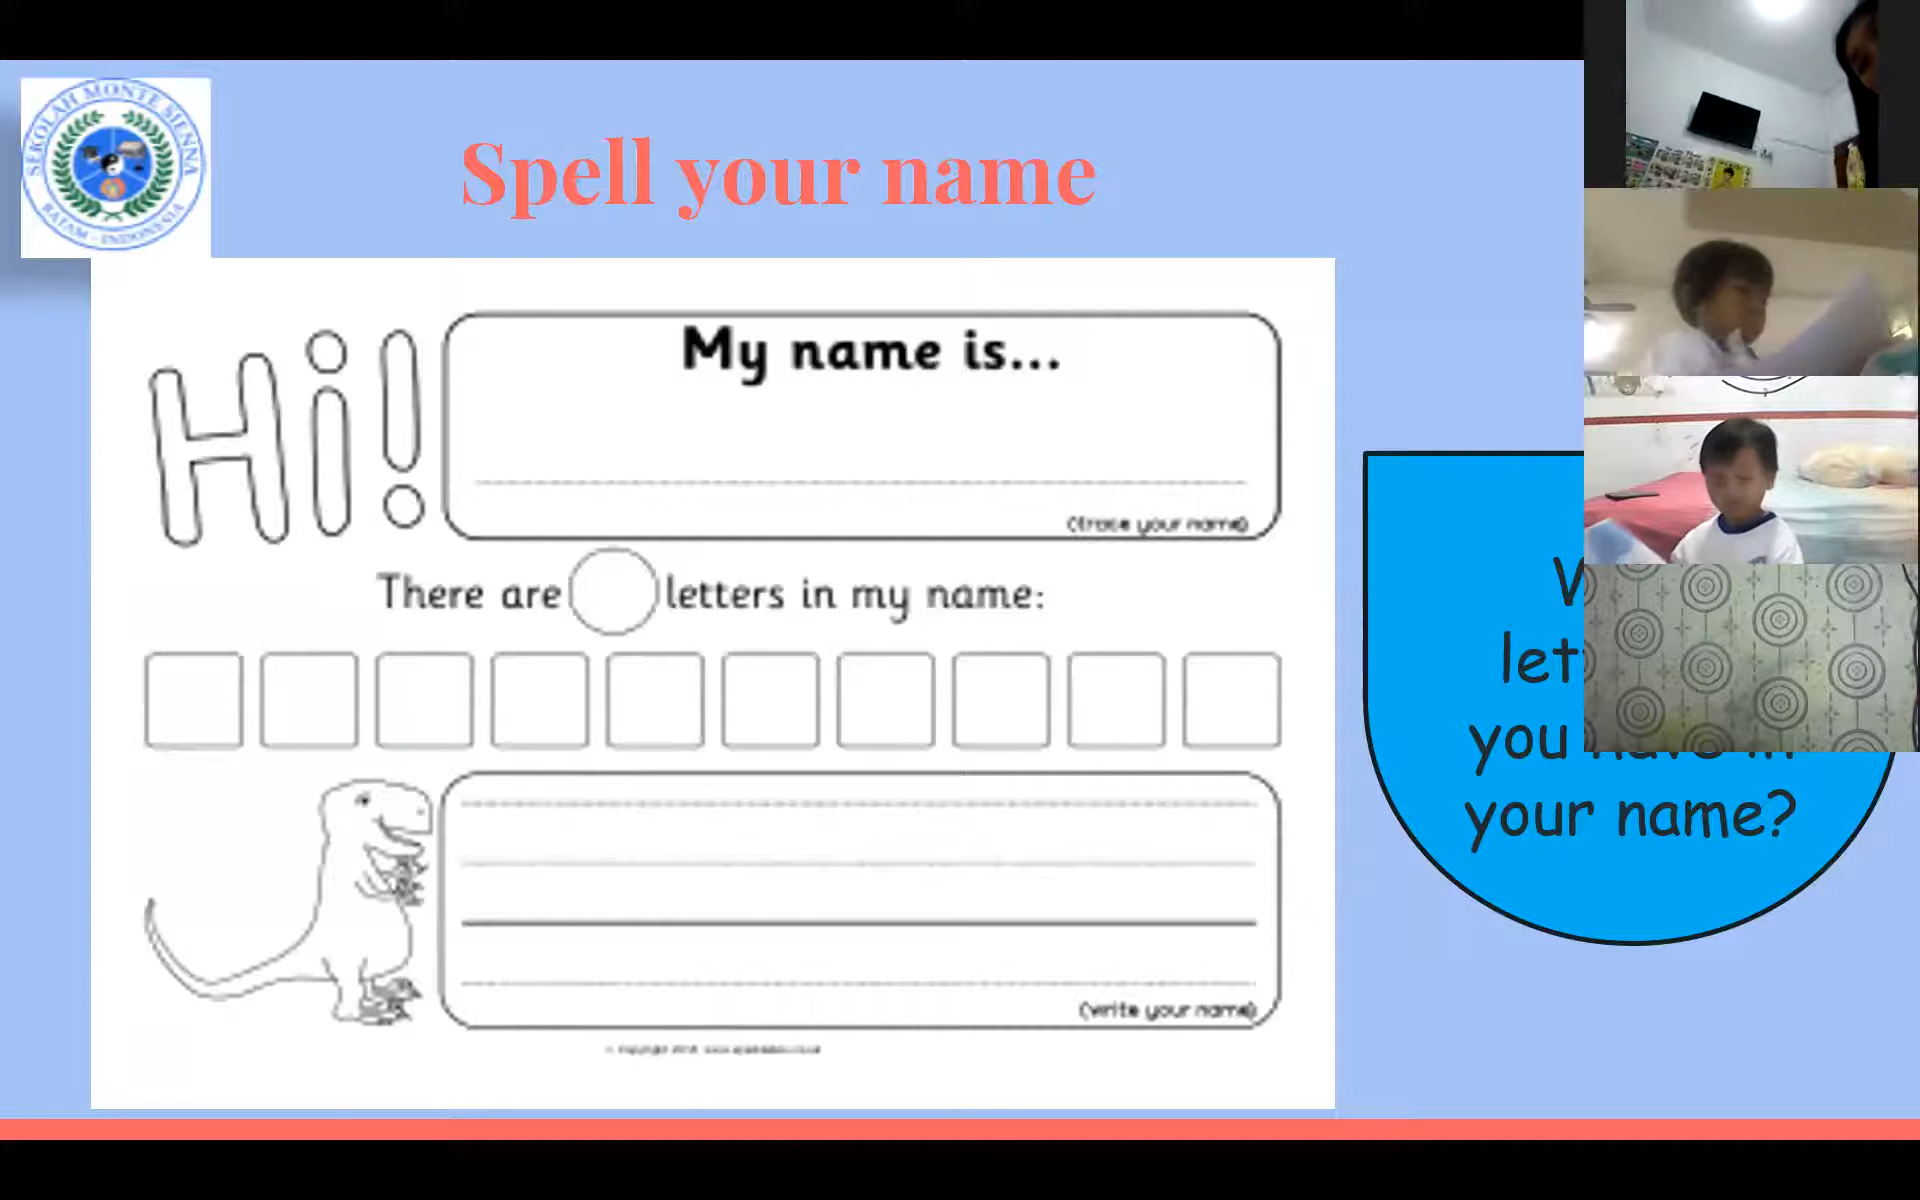 SEKOLAH MONTE SIENNA
BATAM - INDONESIA
Spell your name
Hi!
My name is...
(trace your name)
There are letters in my name:
(write your name)
W
let
you have in
your name?